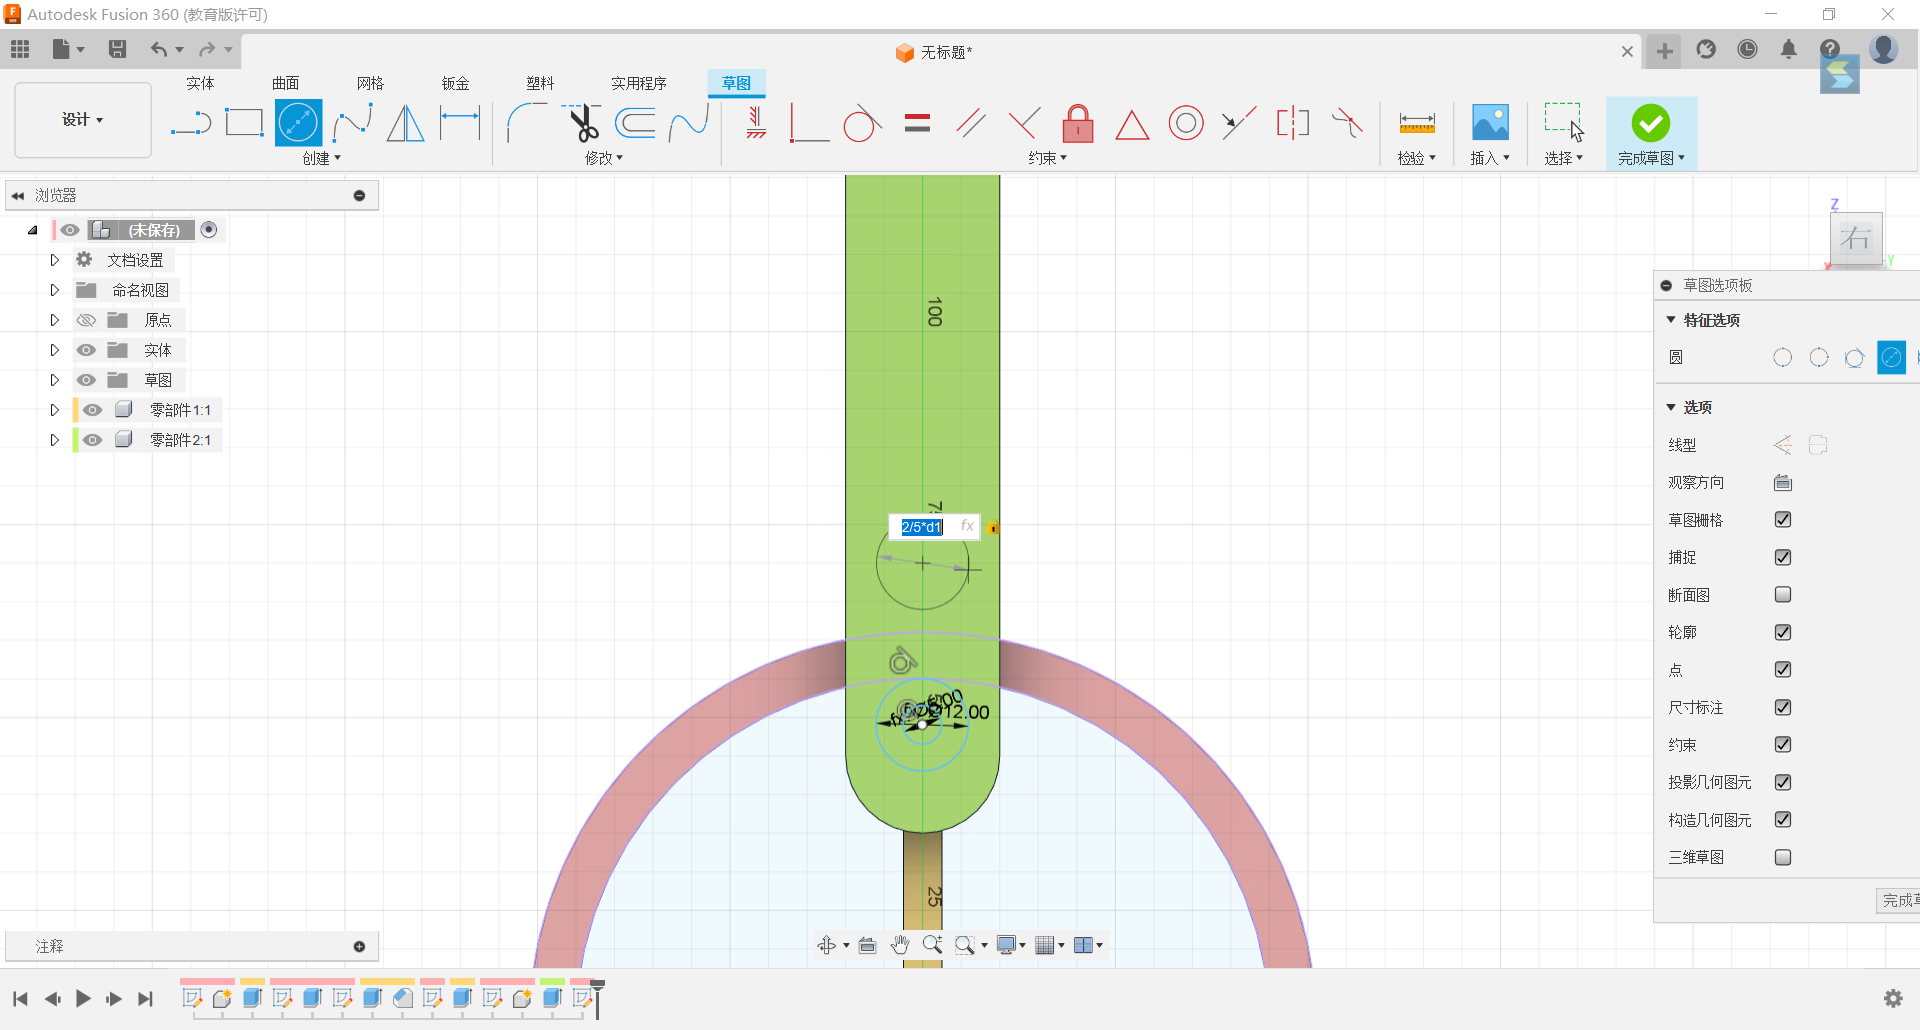 Autodesk Fusion 360 (教育版许可)
无标题*
实体 曲面 网格 钣金 塑料 实用程序 草图
设计
创建 修改 约束 检验 插入 选择 完成草图
浏览器
(未保存)
文档设置
命名视图
原点
实体
草图
零部件1:1
零部件2:1
Z
右
Y
X
100
2/5*d1 fx
12.00
25
草图选项板
特征选项
圆
选项
线型
观察方向
草图栅格
捕捉
断面图
轮廓
点
尺寸标注
约束
投影几何图元
构造几何图元
三维草图
注释